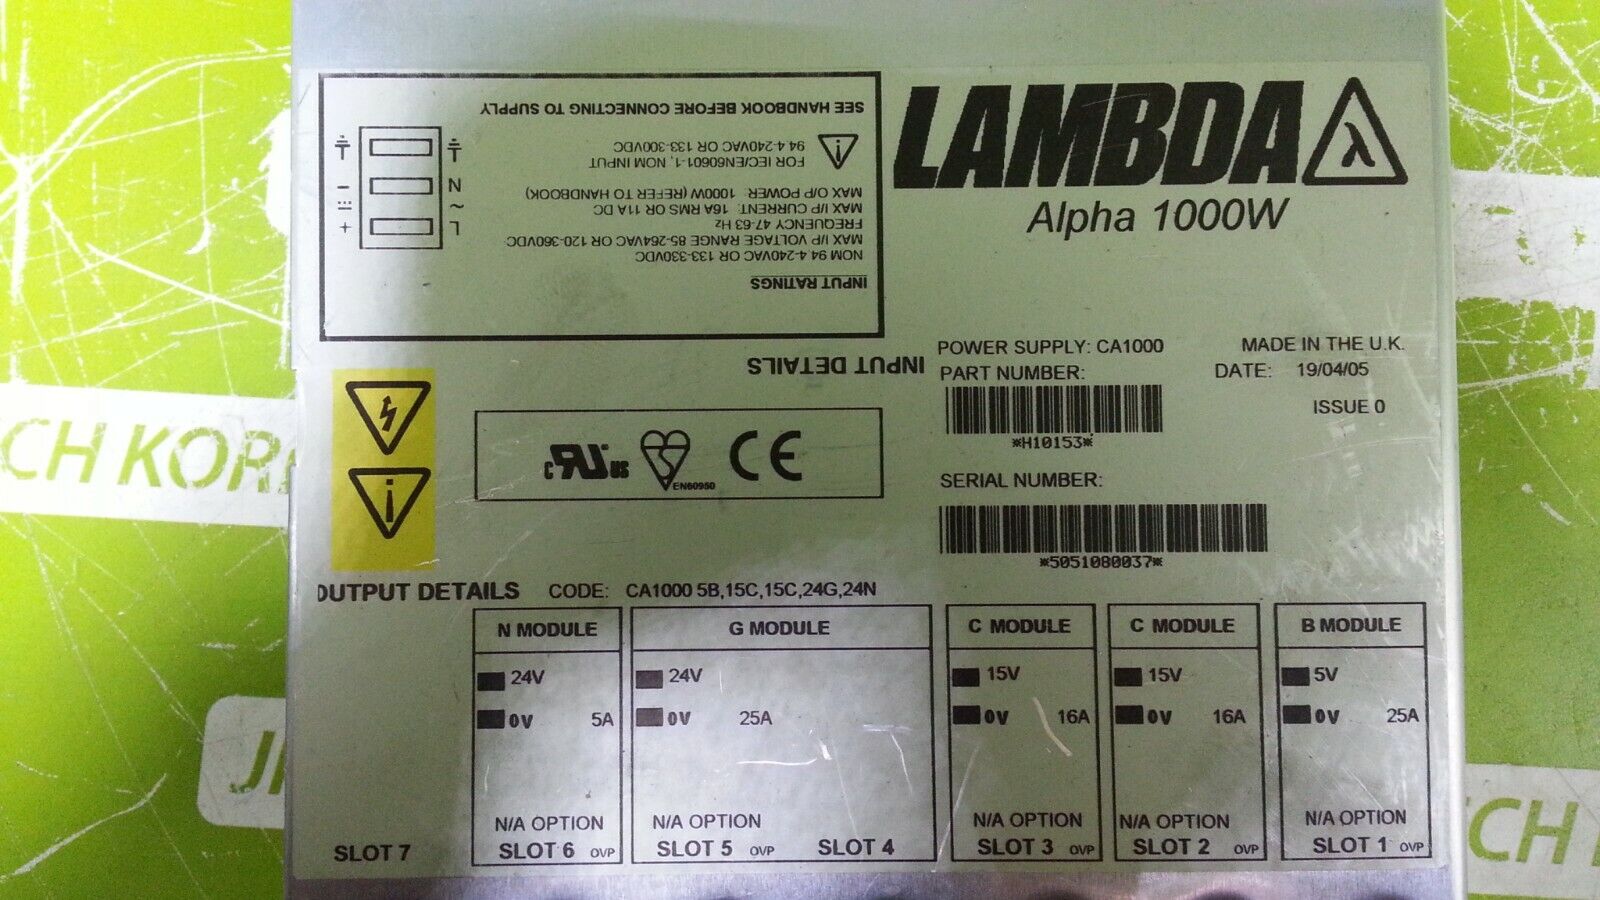 LAMBDA λ
Alpha 1000W
INPUT DETAILS
INPUT RATINGS
NOM 94.4-240VAC OR 133-330VDC
MAX I/P VOLTAGE RANGE 85-264VAC OR 120-360VDC
FREQUENCY 47-63 Hz
MAX I/P CURRENT: 16A RMS OR 11A DC
MAX O/P POWER: 1000W (REFER TO HANDBOOK)
FOR IEC/EN60601-1, NOM INPUT
94.4-240VAC OR 133-300VDC
SEE HANDBOOK BEFORE CONNECTING TO SUPPLY
L
+
N
-
POWER SUPPLY: CA1000
MADE IN THE U.K.
PART NUMBER:
DATE: 19/04/05
*H10153*
ISSUE 0
SERIAL NUMBER:
*5051080037*
c RU us
EN60950
CE
OUTPUT DETAILS CODE: CA1000 5B,15C,15C,24G,24N
N MODULE
24V
0V 5A
N/A OPTION
SLOT 6 OVP
G MODULE
24V
0V 25A
N/A OPTION
SLOT 5 OVP SLOT 4
C MODULE
15V
0V 16A
N/A OPTION
SLOT 3 OVP
C MODULE
15V
0V 16A
N/A OPTION
SLOT 2 OVP
B MODULE
5V
0V 25A
N/A OPTION
SLOT 1 OVP
SLOT 7
CH KOR
CH